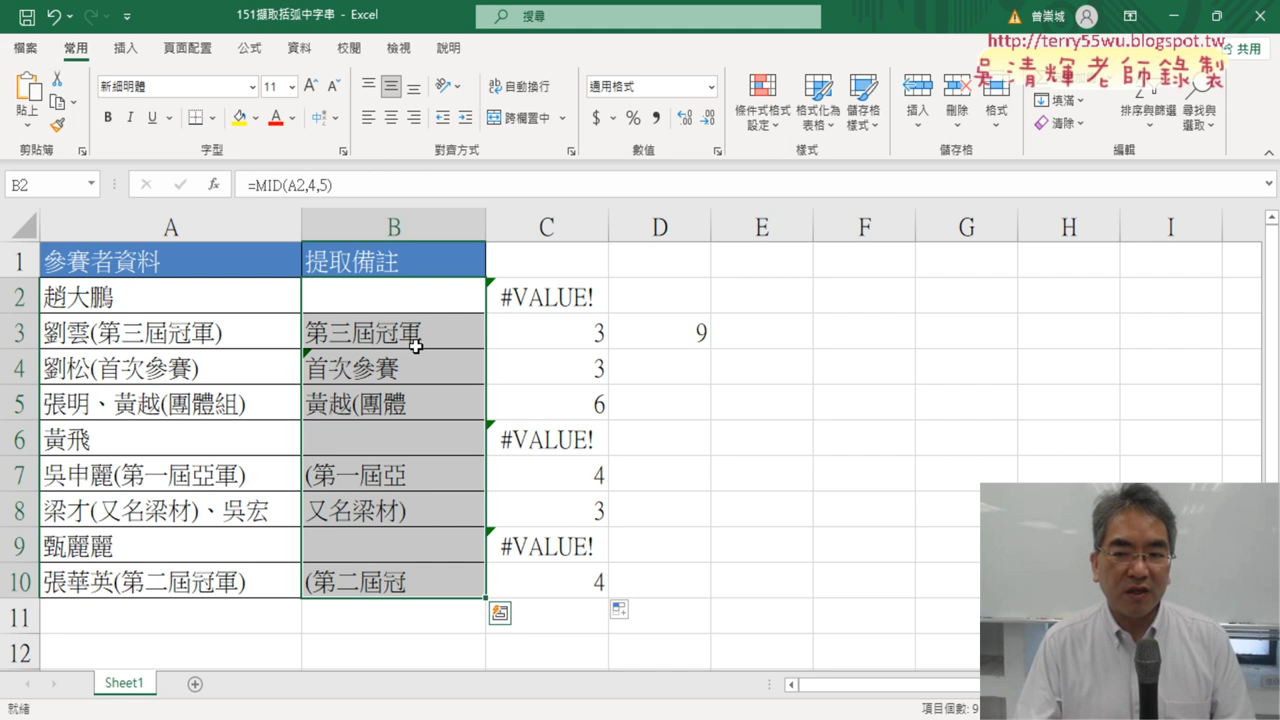 151擷取括弧中字串 - Excel
搜尋
曾崇城
檔案 常用 插入 頁面配置 公式 資料 校閱 檢視 說明
http://terry55wu.blogspot.tw
共用
吳清輝老師錄製
貼上
新細明體 11
自動換行
通用格式
B I U
跨欄置中
$ %
條件式格式設定
格式化為表格
儲存格樣式
插入
刪除
格式
填滿
清除
排序與篩選
尋找與選取
剪貼簿 字型 對齊方式 數值 樣式 儲存格 編輯
B2 fx =MID(A2,4,5)
A B C D E F G H I
1 參賽者資料 提取備註
2 趙大鵬 #VALUE!
3 劉雲(第三屆冠軍) 第三屆冠軍 3 9
4 劉松(首次參賽) 首次參賽 3
5 張明、黃越(團體組) 黃越(團體 6
6 黃飛 #VALUE!
7 吳申麗(第一屆亞軍) (第一屆亞 4
8 梁才(又名梁材)、吳宏 又名梁材) 3
9 甄麗麗 #VALUE!
10 張華英(第二屆冠軍) (第二屆冠 4
11
12
Sheet1
就緒
項目個數: 9